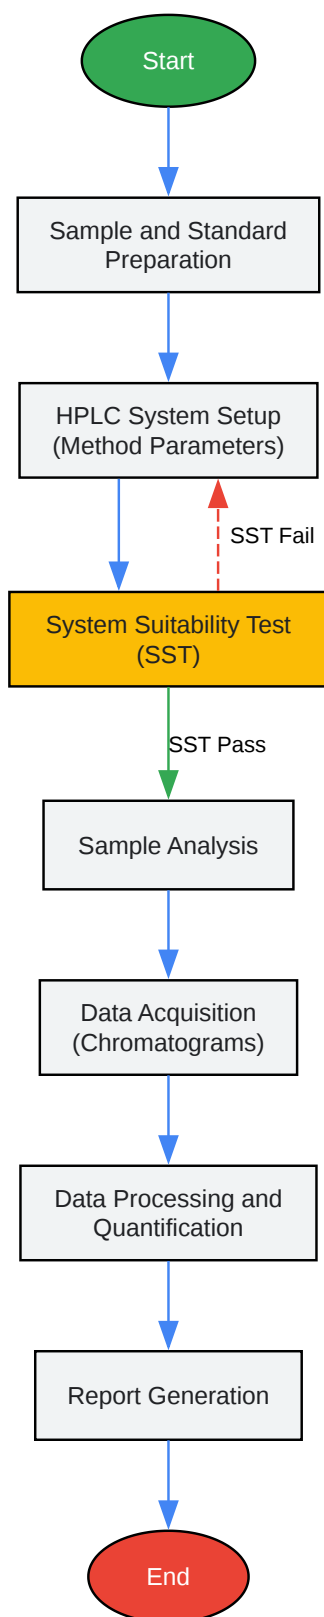 Start
Sample and Standard
Preparation
HPLC System Setup
(Method Parameters)
SST Fail
System Suitability Test
(SST)
SST Pass
Sample Analysis
Data Acquisition
(Chromatograms)
Data Processing and
Quantification
Report Generation
End